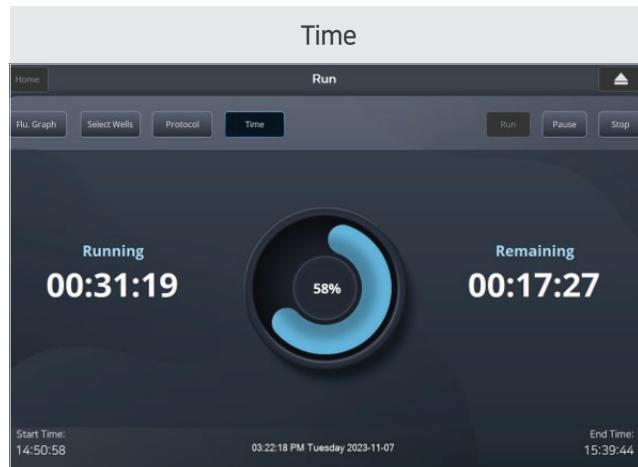 Time
Home Run
Flu. Graph Select Wells Protocol Time Run Pause Stop
Running Remaining
00:31:19 58% 00:17:27
Start Time: End Time:
14:50:58 03:22:18 PM Tuesday 2023-11-07 15:39:44